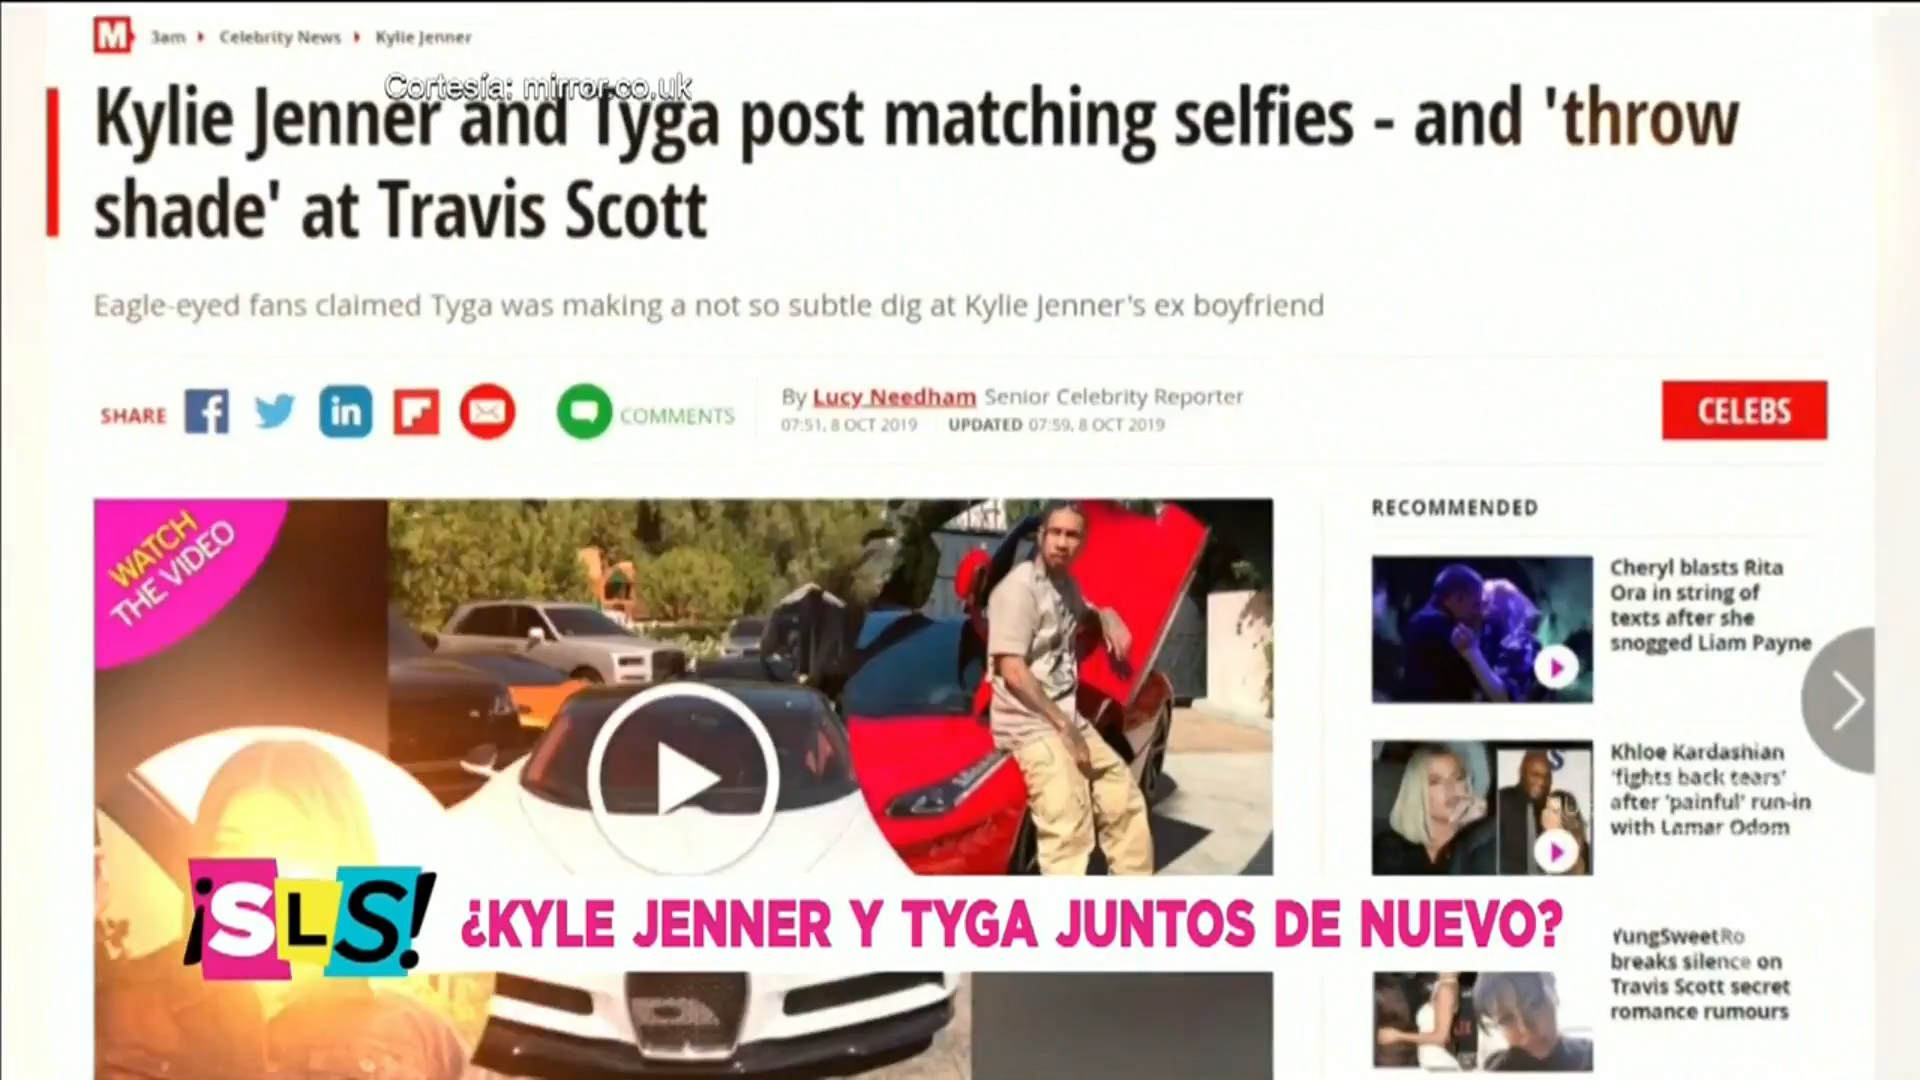 M 3am Celebrity News Kylie Jenner
Cortesía: mirror.co.uk
Kylie Jenner and Tyga post matching selfies - and 'throw
shade' at Travis Scott
Eagle-eyed fans claimed Tyga was making a not so subtle dig at Kylie Jenner's ex boyfriend
SHARE
COMMENTS
By Lucy Needham Senior Celebrity Reporter
07:51, 8 OCT 2019 UPDATED 07:59, 8 OCT 2019
CELEBS
WATCH
THE VIDEO
RECOMMENDED
Cheryl blasts Rita
Ora in string of
texts after she
snogged Liam Payne
Khloe Kardashian
'fights back tears'
after 'painful' run-in
with Lamar Odom
YungSweetRo
breaks silence on
Travis Scott secret
romance rumours
¡SLS!
¿KYLE JENNER Y TYGA JUNTOS DE NUEVO?